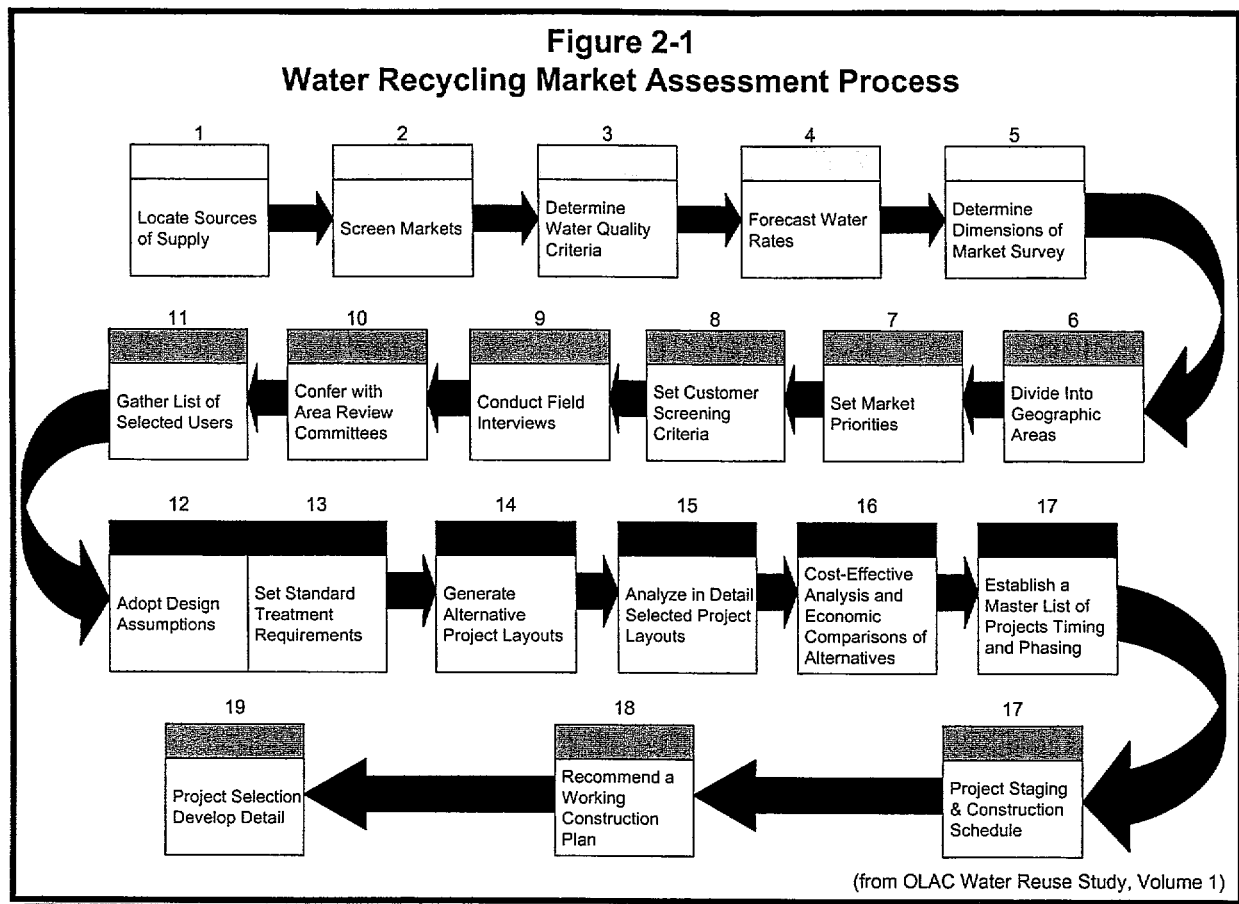 Figure 2-1
Water Recycling Market Assessment Process
1
Locate Sources
of Supply
2
Screen Markets
3
Determine
Water Quality
Criteria
4
Forecast Water
Rates
5
Determine
Dimensions of
Market Survey
6
Divide Into
Geographic
Areas
7
Set Market
Priorities
8
Set Customer
Screening
Criteria
9
Conduct Field
Interviews
10
Confer with
Area Review
Committees
11
Gather List of
Selected Users
12
Adopt Design
Assumptions
13
Set Standard
Treatment
Requirements
14
Generate
Alternative
Project Layouts
15
Analyze in Detail
Selected Project
Layouts
16
Cost-Effective
Analysis and
Economic
Comparisons of
Alternatives
17
Establish a
Master List of
Projects Timing
and Phasing
17
Project Staging
& Construction
Schedule
18
Recommend a
Working
Construction
Plan
19
Project Selection
Develop Detail
(from OLAC Water Reuse Study, Volume 1)